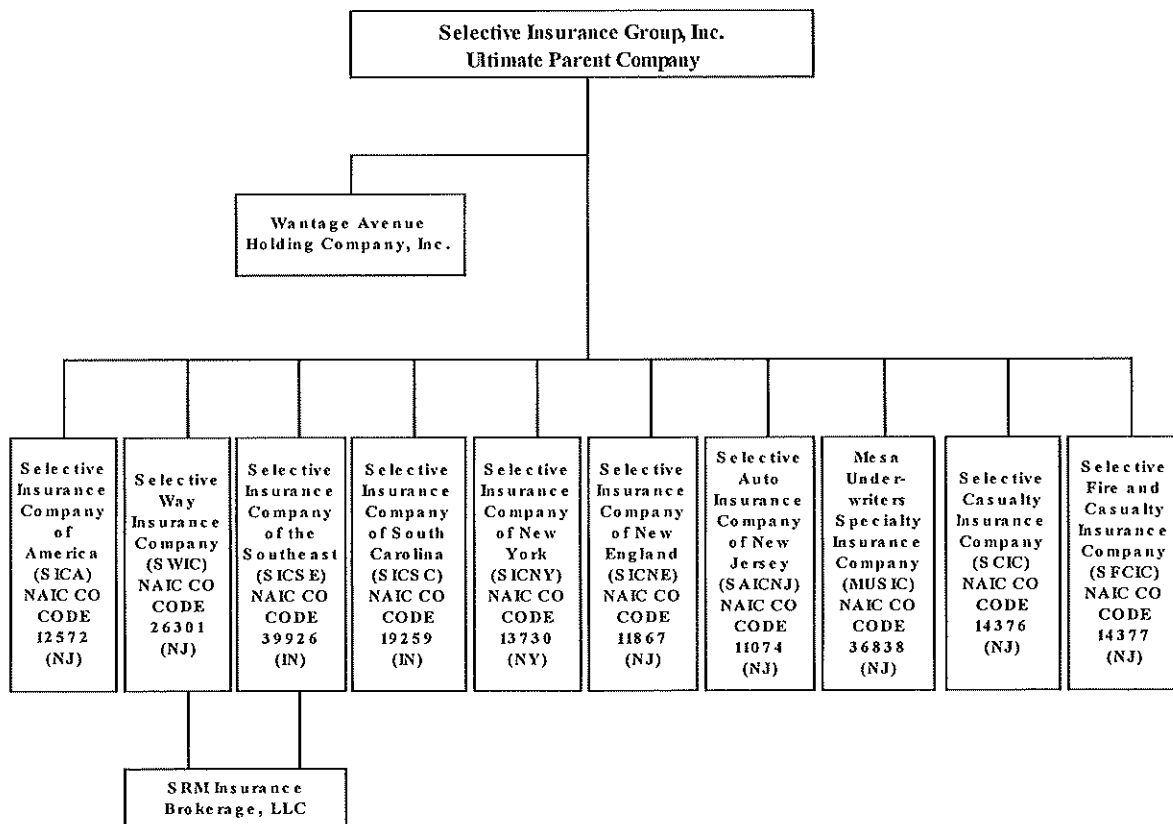 Selective Insurance Group, Inc.
Ultimate Parent Company
Wantage Avenue
Holding Company, Inc.
Selective
Insurance
Company
of
America
(SICA)
NAIC CO
CODE
12572
(NJ)
Selective
Way
Insurance
Company
(SWIC)
NAIC CO
CODE
26301
(NJ)
Selective
Insurance
Company
of the
Southeast
(SICSE)
NAIC CO
CODE
39926
(IN)
Selective
Insurance
Company
of South
Carolina
(SICSC)
NAIC CO
CODE
19259
(IN)
Selective
Insurance
Company
of New
York
(SICNY)
NAIC CO
CODE
13730
(NY)
Selective
Insurance
Company
of New
England
(SICNE)
NAIC CO
CODE
11867
(NJ)
Selective
Auto
Insurance
Company
of New
Jersey
(SAICNJ)
NAIC CO
CODE
11074
(NJ)
Mesa
Under-
writers
Specialty
Insurance
Company
(MUSIC)
NAIC CO
CODE
36838
(NJ)
Selective
Casualty
Insurance
Company
(SCIC)
NAIC CO
CODE
14376
(NJ)
Selective
Fire and
Casualty
Insurance
Company
(SFCIC)
NAIC CO
CODE
14377
(NJ)
SRM Insurance
Brokerage, LLC